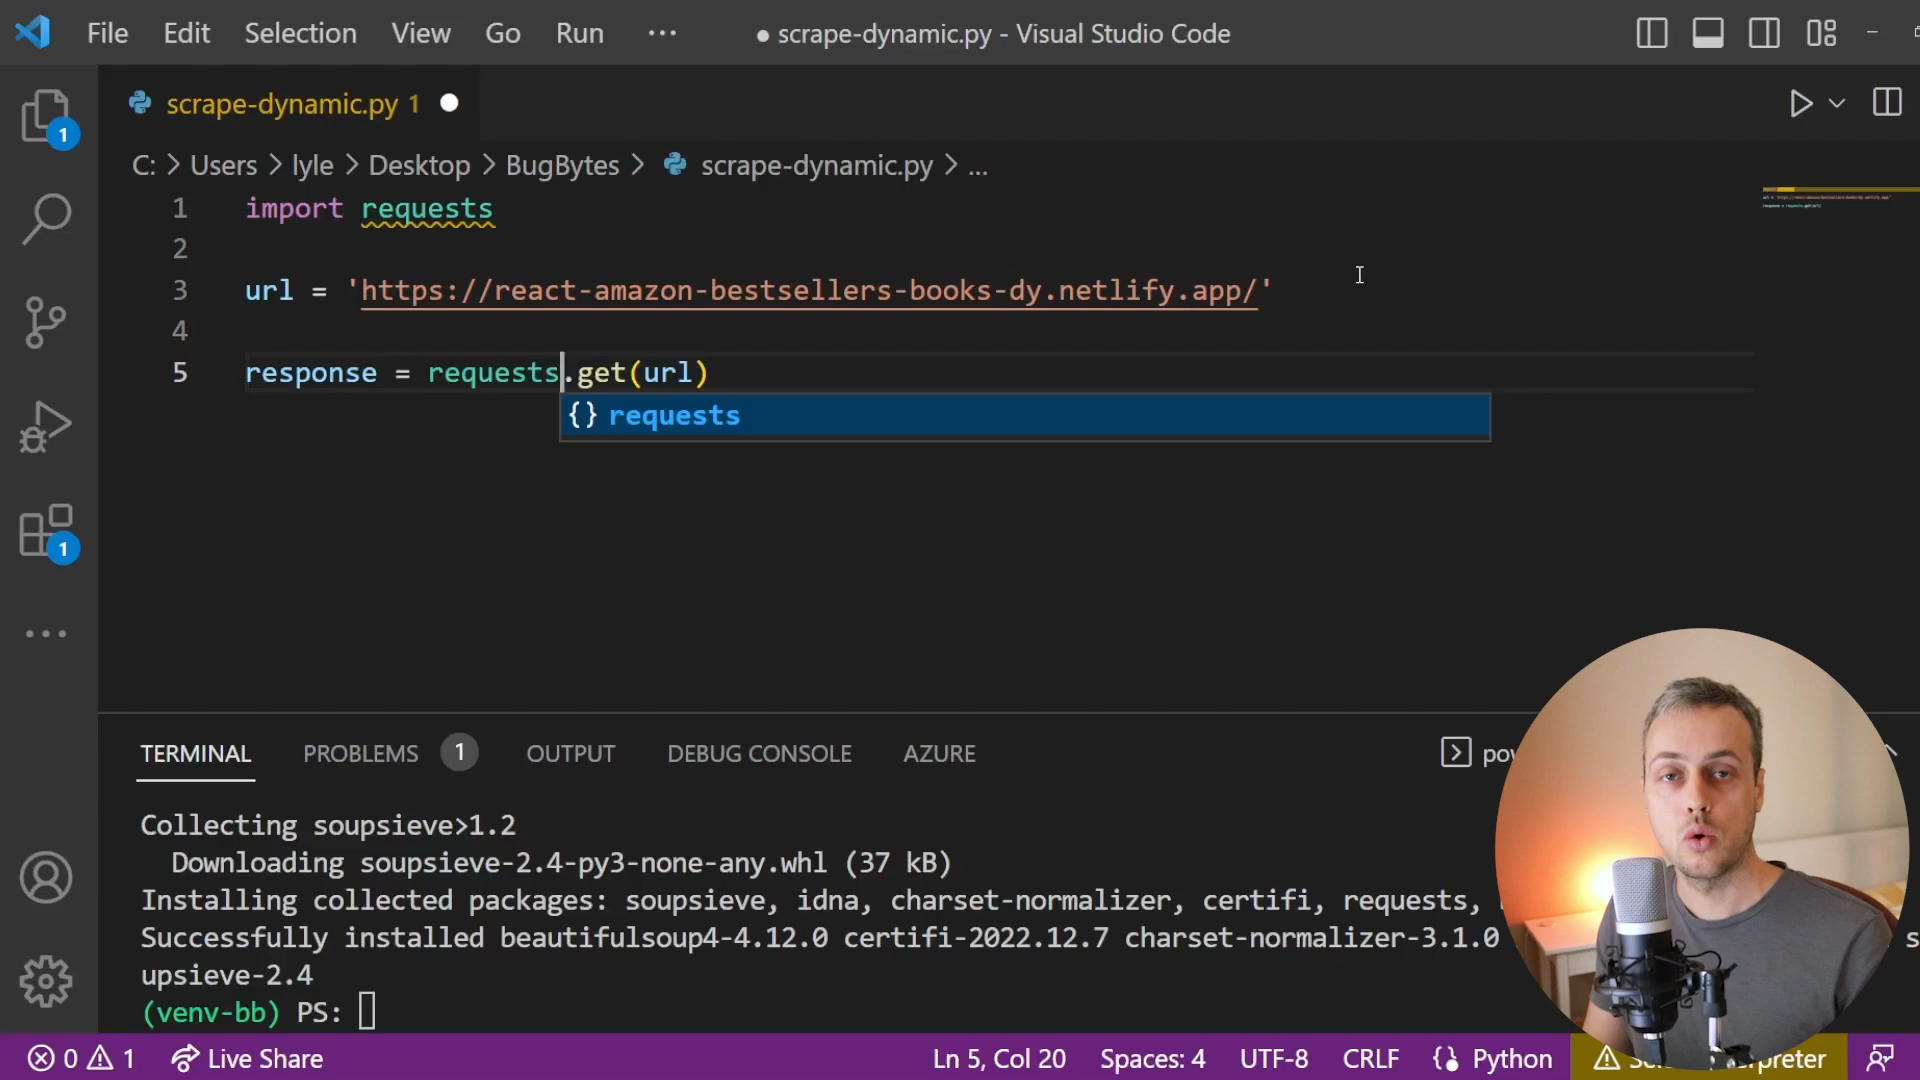 File Edit Selection View Go Run ··· ● scrape-dynamic.py - Visual Studio Code
scrape-dynamic.py 1
C: > Users > lyle > Desktop > BugBytes > scrape-dynamic.py > ...
1 import requests
2
3 url = 'https://react-amazon-bestsellers-books-dy.netlify.app/'
4
5 response = requests.get(url)
{} requests
1
1
TERMINAL PROBLEMS 1 OUTPUT DEBUG CONSOLE AZURE
Collecting soupsieve>1.2
Downloading soupsieve-2.4-py3-none-any.whl (37 kB)
Installing collected packages: soupsieve, idna, charset-normalizer, certifi, requests,
Successfully installed beautifulsoup4-4.12.0 certifi-2022.12.7 charset-normalizer-3.1.0
upsieve-2.4
(venv-bb) PS:
0 1 Live Share Ln 5, Col 20 Spaces: 4 UTF-8 CRLF Python